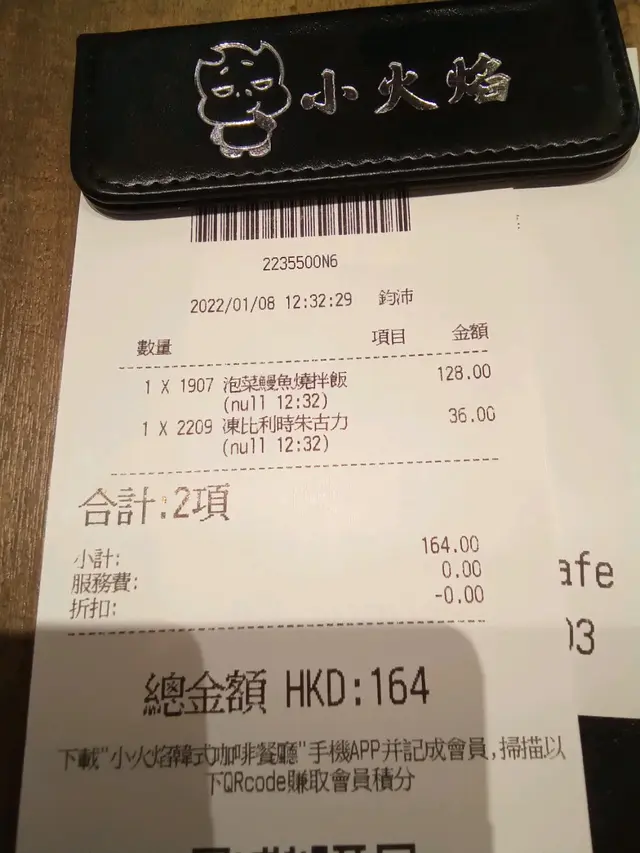 小火焰
2235500N6
2022/01/08 12:32:29 鈞沛
數量 項目 金額
1 X 1907 泡菜鰻魚燒拌飯 128.00
(null 12:32)
1 X 2209 凍比利時朱古力 36.00
(null 12:32)
合計:2項
小計: 164.00
服務費: 0.00
折扣: -0.00
總金額 HKD:164
下載"小火焰韓式咖啡餐廳"手機APP并記成會員,掃描以
下QRcode賺取會員積分
afe
03